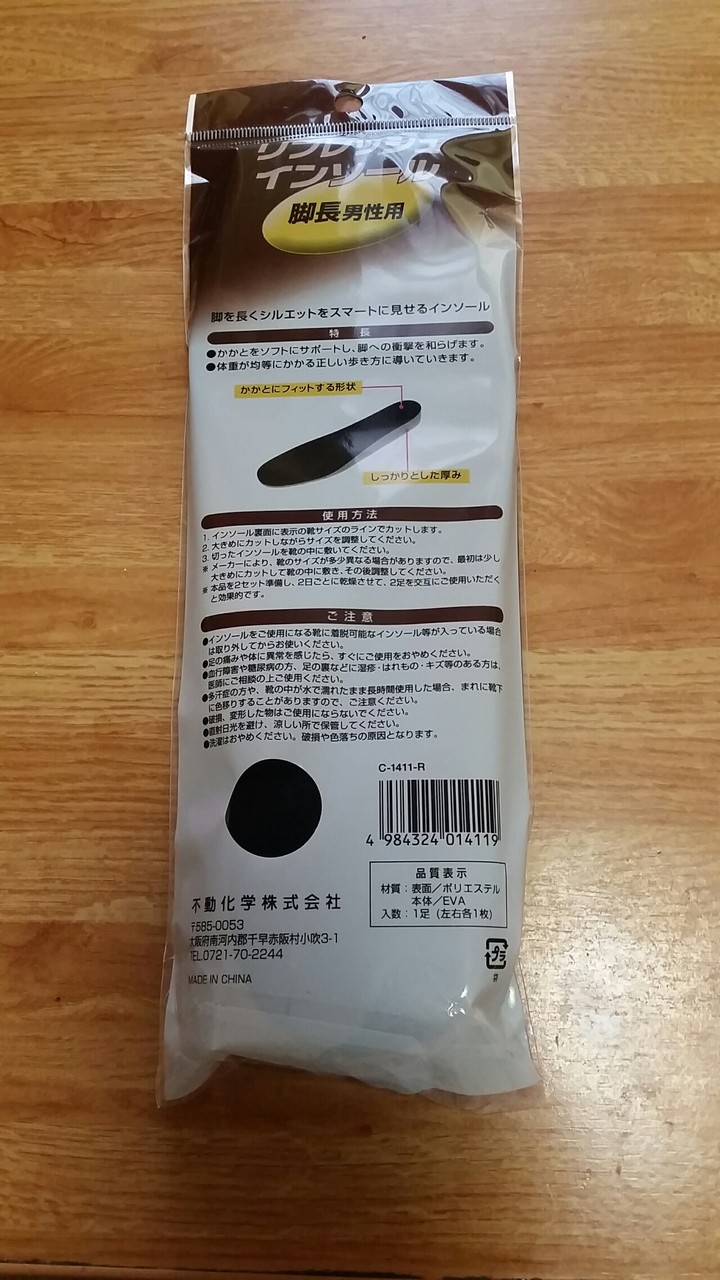 リフレッシュ
インソール
脚長男性用
脚を長くシルエットをスマートに見せるインソール
特 長
●かかとをソフトにサポートし、脚への衝撃を和らげます。
●体重が均等にかかる正しい歩き方に導いていきます。
かかとにフィットする形状
しっかりとした厚み
使用方法
1. インソール裏面に表示の靴サイズのラインでカットします。
2. 大きめにカットしながらサイズを調整してください。
3. 切ったインソールを靴の中に敷いてください。
※ メーカーにより、靴のサイズが多少異なる場合がありますので、最初は少し
大きめにカットして靴の中に敷き、その後調整してください。
※ 本品を2セット準備し、2日ごとに乾燥させて、2足を交互にご使用いただく
と効果的です。
ご注意
●インソールをご使用になる靴に着脱可能なインソール等が入っている場合
は取り外してからお使いください。
●足の痛みや体に異常を感じたら、すぐにご使用をおやめください。
●血行障害や糖尿病の方、足の裏などに湿疹・はれもの・キズ等のある方は、
医師にご相談の上ご使用ください。
●多汗症の方や、靴の中が水で濡れたまま長時間使用した場合、まれに靴下
に色移りすることがありますので、ご注意ください。
●破損、変形した物はご使用にならないでください。
●直射日光を避け、涼しい所で保管してください。
●洗濯はおやめください。破損や色落ちの原因となります。
C-1411-R
4 984324 014119
品質表示
材質：表面／ポリエステル
本体／EVA
入数：1足（左右各1枚）
不動化学株式会社
〒585-0053
大阪府南河内郡千早赤阪村小吹3-1
TEL.0721-70-2244
MADE IN CHINA
プラ
袋